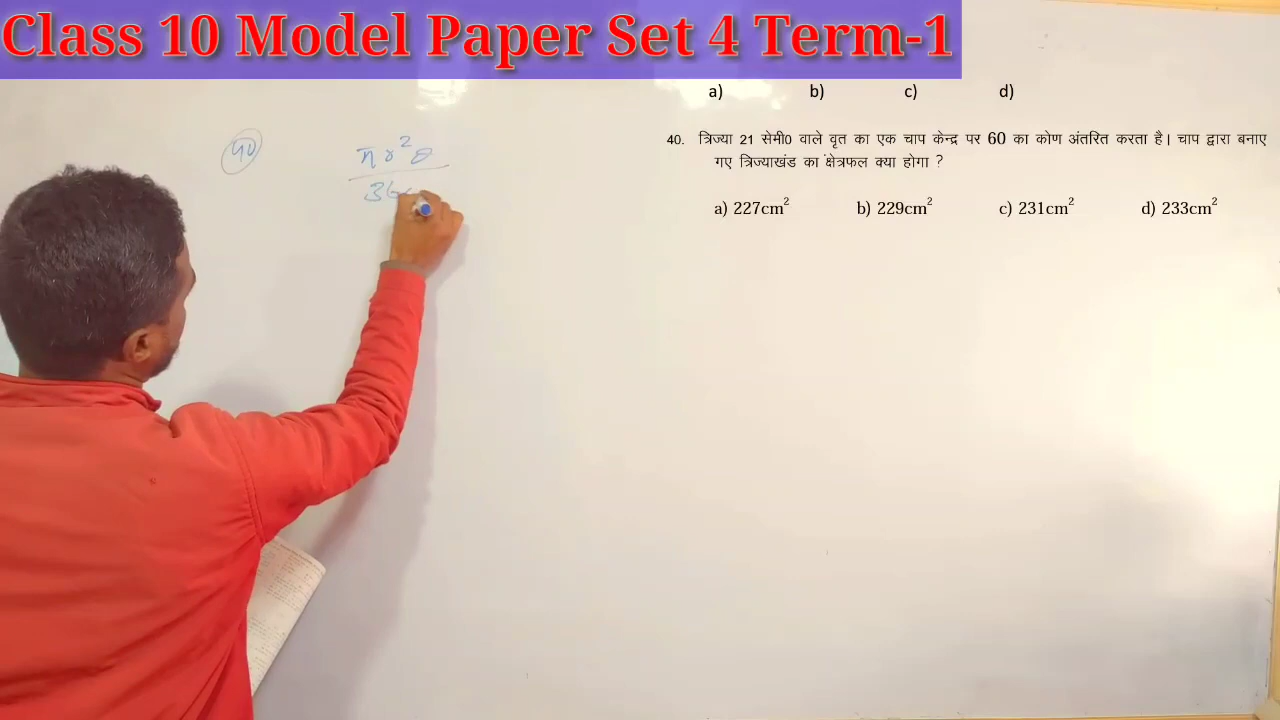 Class 10 Model Paper Set 4 Term-1
a) b) c) d)
40. त्रिज्या 21 सेमी0 वाले वृत का एक चाप केन्द्र पर 60 का कोण अंतरित करता है। चाप द्वारा बनाए
गए त्रिज्याखंड का क्षेत्रफल क्या होगा ?
a) 227cm² b) 229cm² c) 231cm² d) 233cm²
40
πr²θ